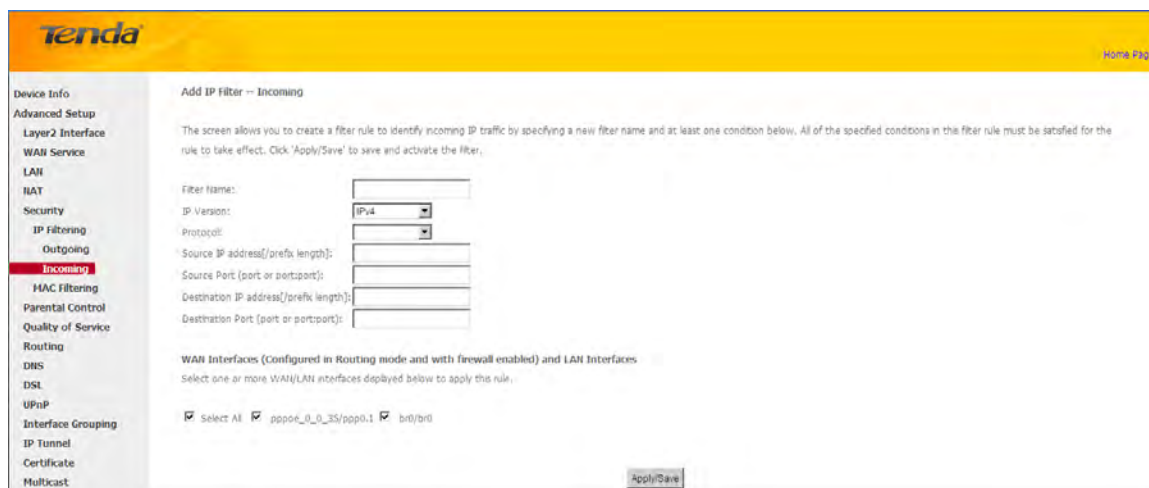 Tenda
Home Pag
Device Info
Advanced Setup
Layer2 Interface
WAN Service
LAN
NAT
Security
IP Filtering
Outgoing
Incoming
MAC Filtering
Parental Control
Quality of Service
Routing
DNS
DSL
UPnP
Interface Grouping
IP Tunnel
Certificate
Multicast
Add IP Filter -- Incoming
The screen allows you to create a filter rule to identify incoming IP traffic by specifying a new filter name and at least one condition below. All of the specified conditions in this filter rule must be satisfied for the
rule to take effect. Click 'Apply/Save' to save and activate the filter.
Filter Name:
IP Version: IPv4
Protocol:
Source IP address[/prefix length]:
Source Port (port or port:port):
Destination IP address[/prefix length]:
Destination Port (port or port:port):
WAN Interfaces (Configured in Routing mode and with firewall enabled) and LAN Interfaces
Select one or more WAN/LAN interfaces displayed below to apply this rule.
Select All pppoe_0_0_35/ppp0.1 br0/br0
Apply/Save